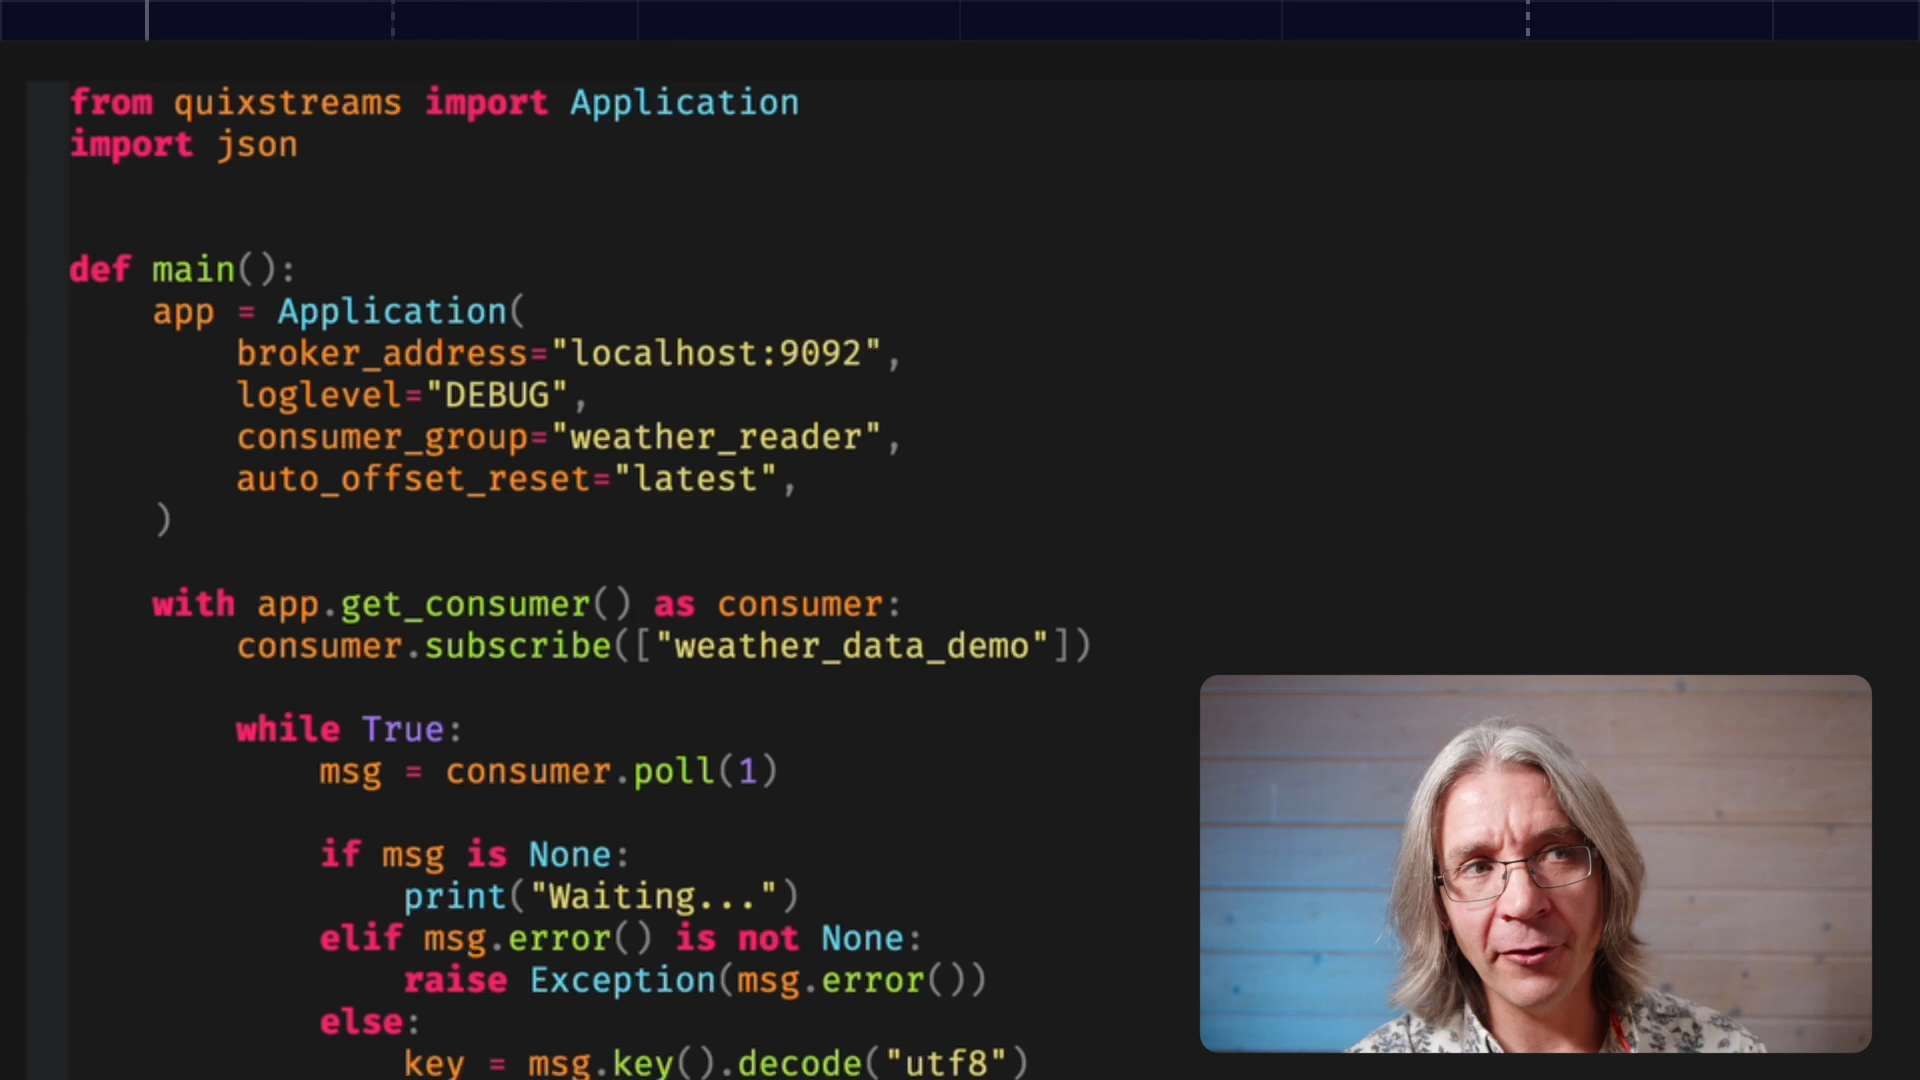 from quixstreams import Application
import json
def main():
    app = Application(
        broker_address="localhost:9092",
        loglevel="DEBUG",
        consumer_group="weather_reader",
        auto_offset_reset="latest",
    )
    with app.get_consumer() as consumer:
        consumer.subscribe(["weather_data_demo"])
        while True:
            msg = consumer.poll(1)
            if msg is None:
                print("Waiting...")
            elif msg.error() is not None:
                raise Exception(msg.error())
            else:
                key = msg.key().decode("utf8")